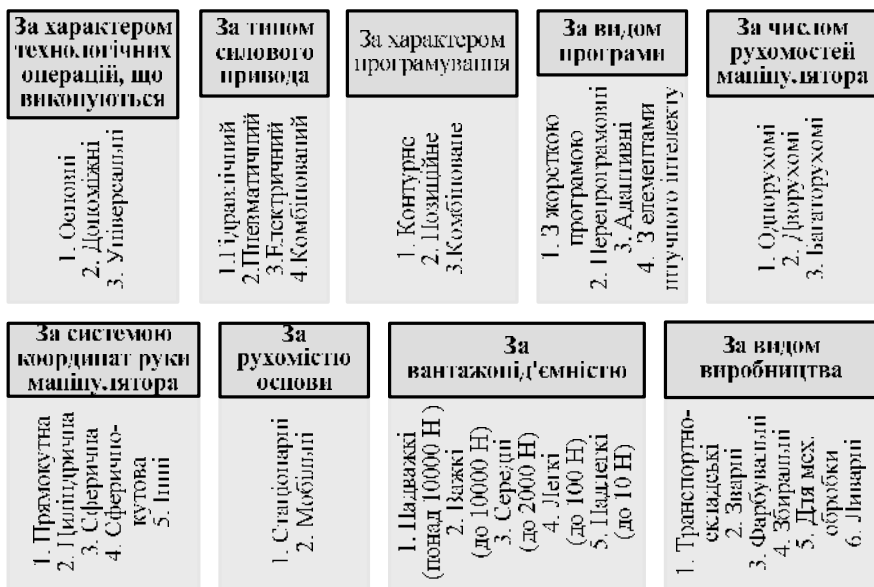 За характером
технологічних
операцій, що
виконуються
1. Основні
2. Допоміжні
3. Універсальні
За типом
силового
привода
1.Гідравлічний
2.Пневматичний
3.Електричний
4.Комбінований
За характером
програмування
1. Контурне
2. Позиційне
3.Комбіноване
За видом
програми
1. З жорсткою
програмою
2. Перепрограмовні
3. Адаптивні
4. З елементами
штучного інтелекту
За числом
рухомостей
маніпулятора
1. Однорухомі
2. Дворухомі
3. Багаторухомі
За системою
координат руки
маніпулятора
1. Прямокутна
2. Циліндрична
3. Сферична
4. Сферично-
кутова
5. Інші
За
рухомістю
основи
1. Стаціонарні
2. Мобільні
За
вантажопід'ємністю
1. Надважкі
(понад 10000 Н )
2. Важкі
(до 10000 Н)
3. Середні
(до 2000 Н)
4. Легкі
(до 100 Н)
5. Надлегкі
(до 10 Н)
За видом
виробництва
1. Транспортно-
складські
2. Зварні
3. Фарбувальні
4. Збиральні
5. Для мех.
обробки
6. Ливарні